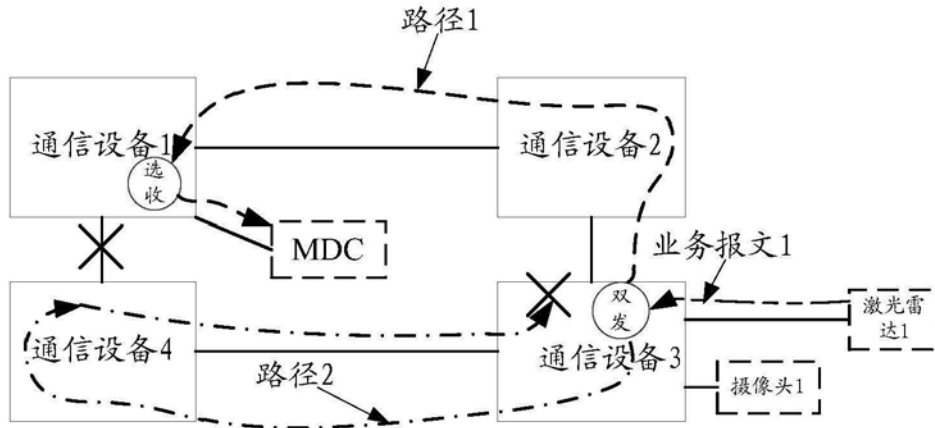 路径1
通信设备1
通信设备2
选
收
MDC
业务报文1
双
发
激光雷
达1
通信设备4
通信设备3
路径2
摄像头1